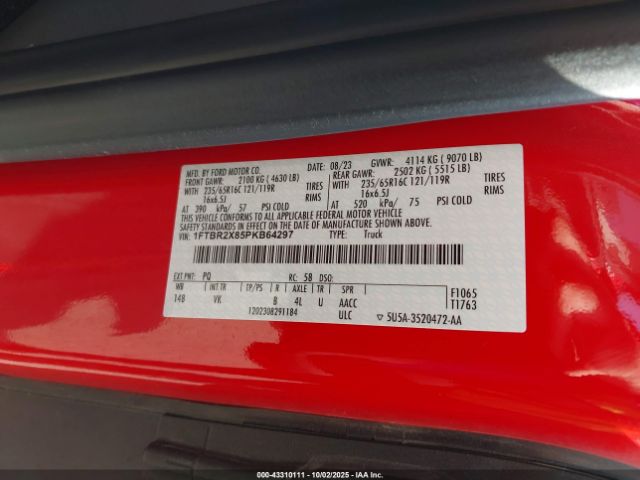 MFG. BY FORD MOTOR CO. DATE: 08/23 GVWR: 4114 KG ( 9070 LB)
FRONT GAWR: 2100 KG ( 4630 LB) REAR GAWR: 2502 KG ( 5515 LB)
WITH 235/65R16C 121/119R TIRES WITH 235/65R16C 121/119R TIRES
16x6.5J RIMS 16x6.5J RIMS
AT 390 kPa/ 57 PSI COLD AT 520 kPa/ 75 PSI COLD
THIS VEHICLE CONFORMS TO ALL APPLICABLE FEDERAL MOTOR VEHICLE
SAFETY STANDARDS IN EFFECT ON THE DATE OF MANUFACTURE SHOWN ABOVE.
VIN: 1FTBR2X85PKB64297 TYPE: Truck
EXT PNT: PQ RC: 58 DSO:
WB INT TR TP/PS R AXLE TR SPR F1065
148 VK B 4L U AACC T1763
1202308291184 ULC ▽ 5U5A-3520472-AA
000-43310111 - 10/02/2025 - IAAI.com